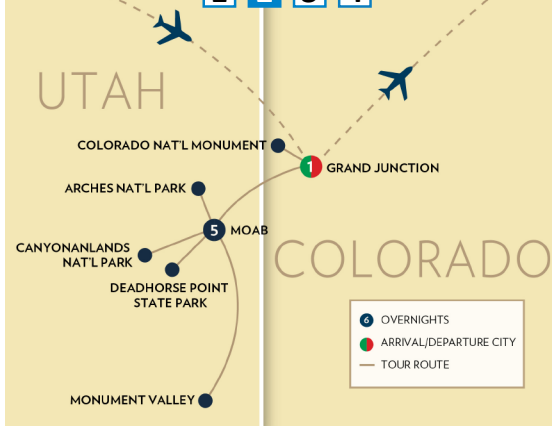 UTAH
COLORADO NAT'L MONUMENT
1
GRAND JUNCTION
ARCHES NAT'L PARK
5
MOAB
CANYONANLANDS
NAT'L PARK
DEADHORSE POINT
STATE PARK
COLORADO
6 OVERNIGHTS
ARRIVAL/DEPARTURE CITY
TOUR ROUTE
MONUMENT VALLEY